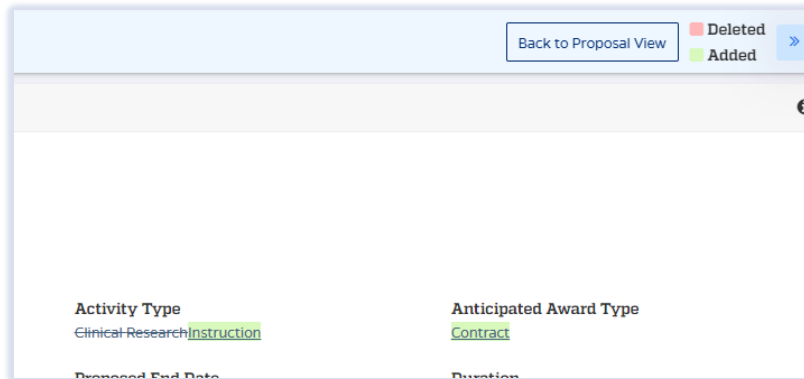 Back to Proposal View
Deleted
Added
Activity Type
Anticipated Award Type
Clinical ResearchInstruction
Contract
Proposed End Date
Duration